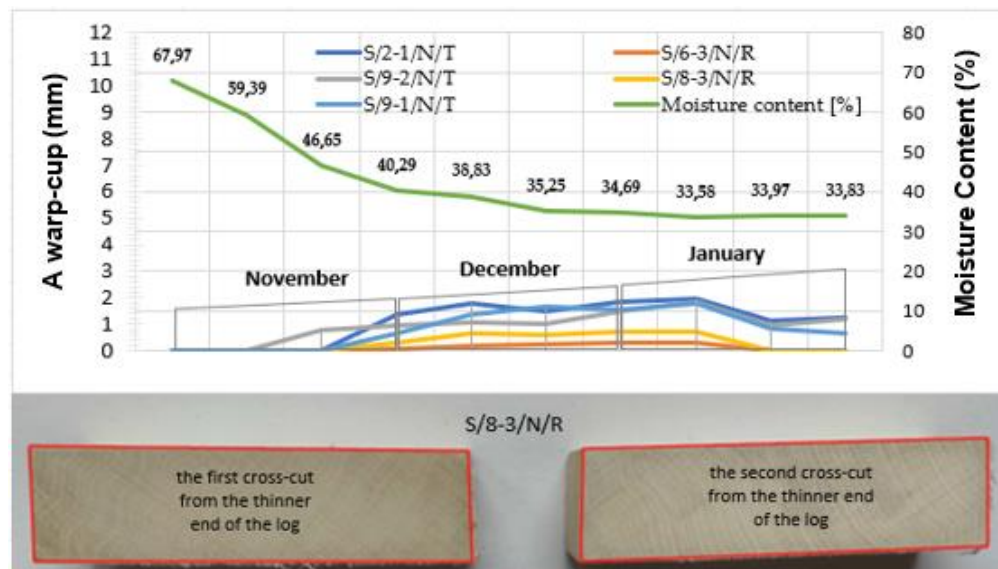 A warp-cup (mm)
12
11
10
9
8
7
6
5
4
3
2
1
0
S/2-1/N/T
S/6-3/N/R
S/9-2/N/T
S/8-3/N/R
S/9-1/N/T
Moisture content [%]
67,97
59,39
46,65
40,29
38,83
35,25
34,69
33,58
33,97
33,83
November
December
January
80
70
60
50
40
30
20
10
0
Moisture Content (%)
S/8-3/N/R
the first cross-cut
from the thinner
end of the log
the second cross-cut
from the thinner end
of the log